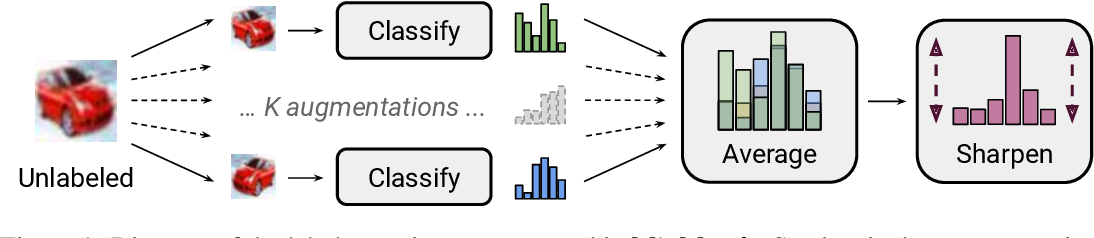 Classify
... K augmentations ...
Unlabeled
Classify
Average
Sharpen